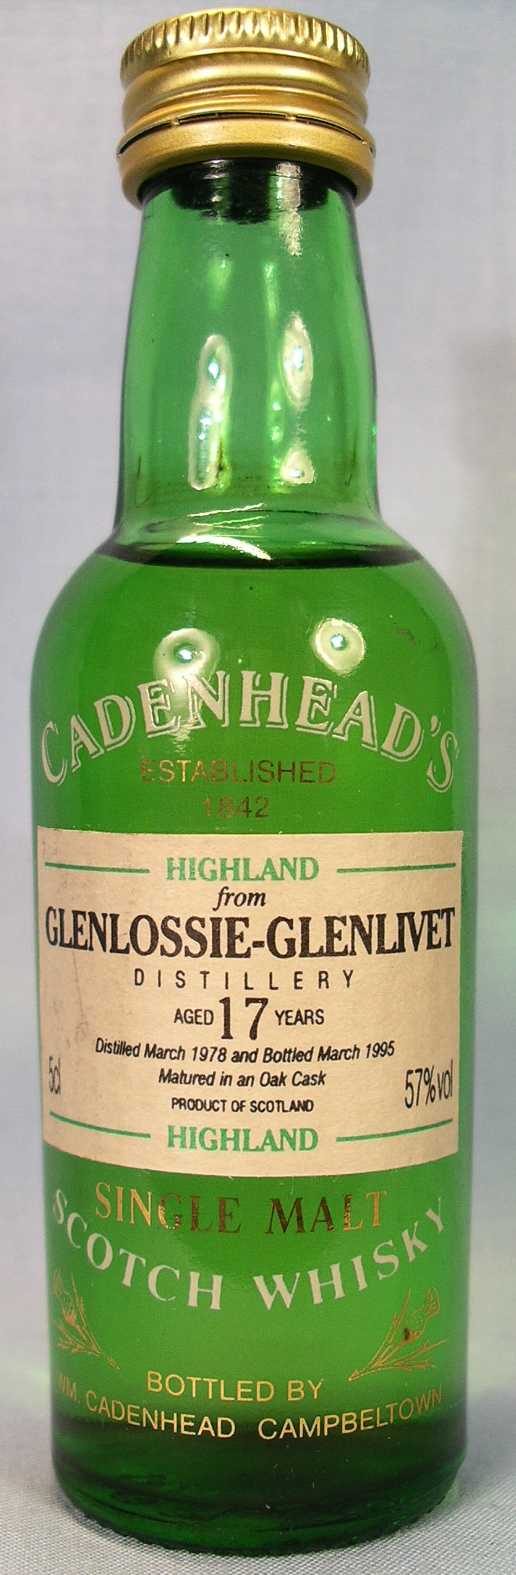 CADENHEAD'S
ESTABLISHED
1842
HIGHLAND
from
GLENLOSSIE-GLENLIVET
DISTILLERY
AGED 17 YEARS
Distilled March 1978 and Bottled March 1995
Matured in an Oak Cask
5cl
57%vol
PRODUCT OF SCOTLAND
HIGHLAND
SINGLE MALT
SCOTCH WHISKY
BOTTLED BY
WM. CADENHEAD CAMPBELTOWN